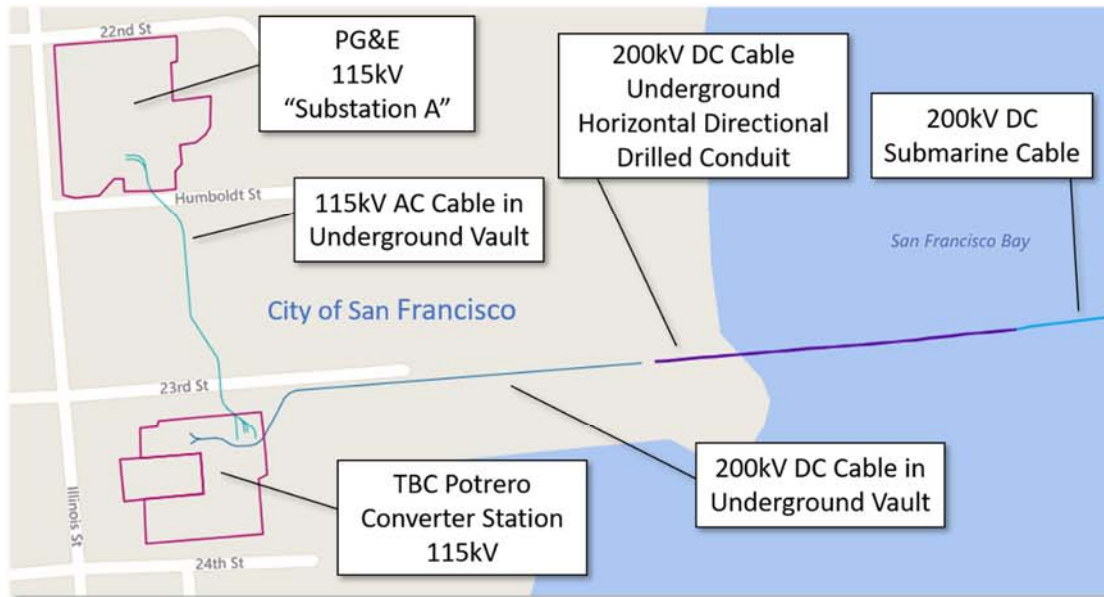 22nd St
PG&E
115kV
“Substation A”
200kV DC Cable
Underground
Horizontal Directional
Drilled Conduit
200kV DC
Submarine Cable
Humboldt St
115kV AC Cable in
Underground Vault
San Francisco Bay
City of San Francisco
23rd St
TBC Potrero
Converter Station
115kV
200kV DC Cable in
Underground Vault
Illinois St
24th St